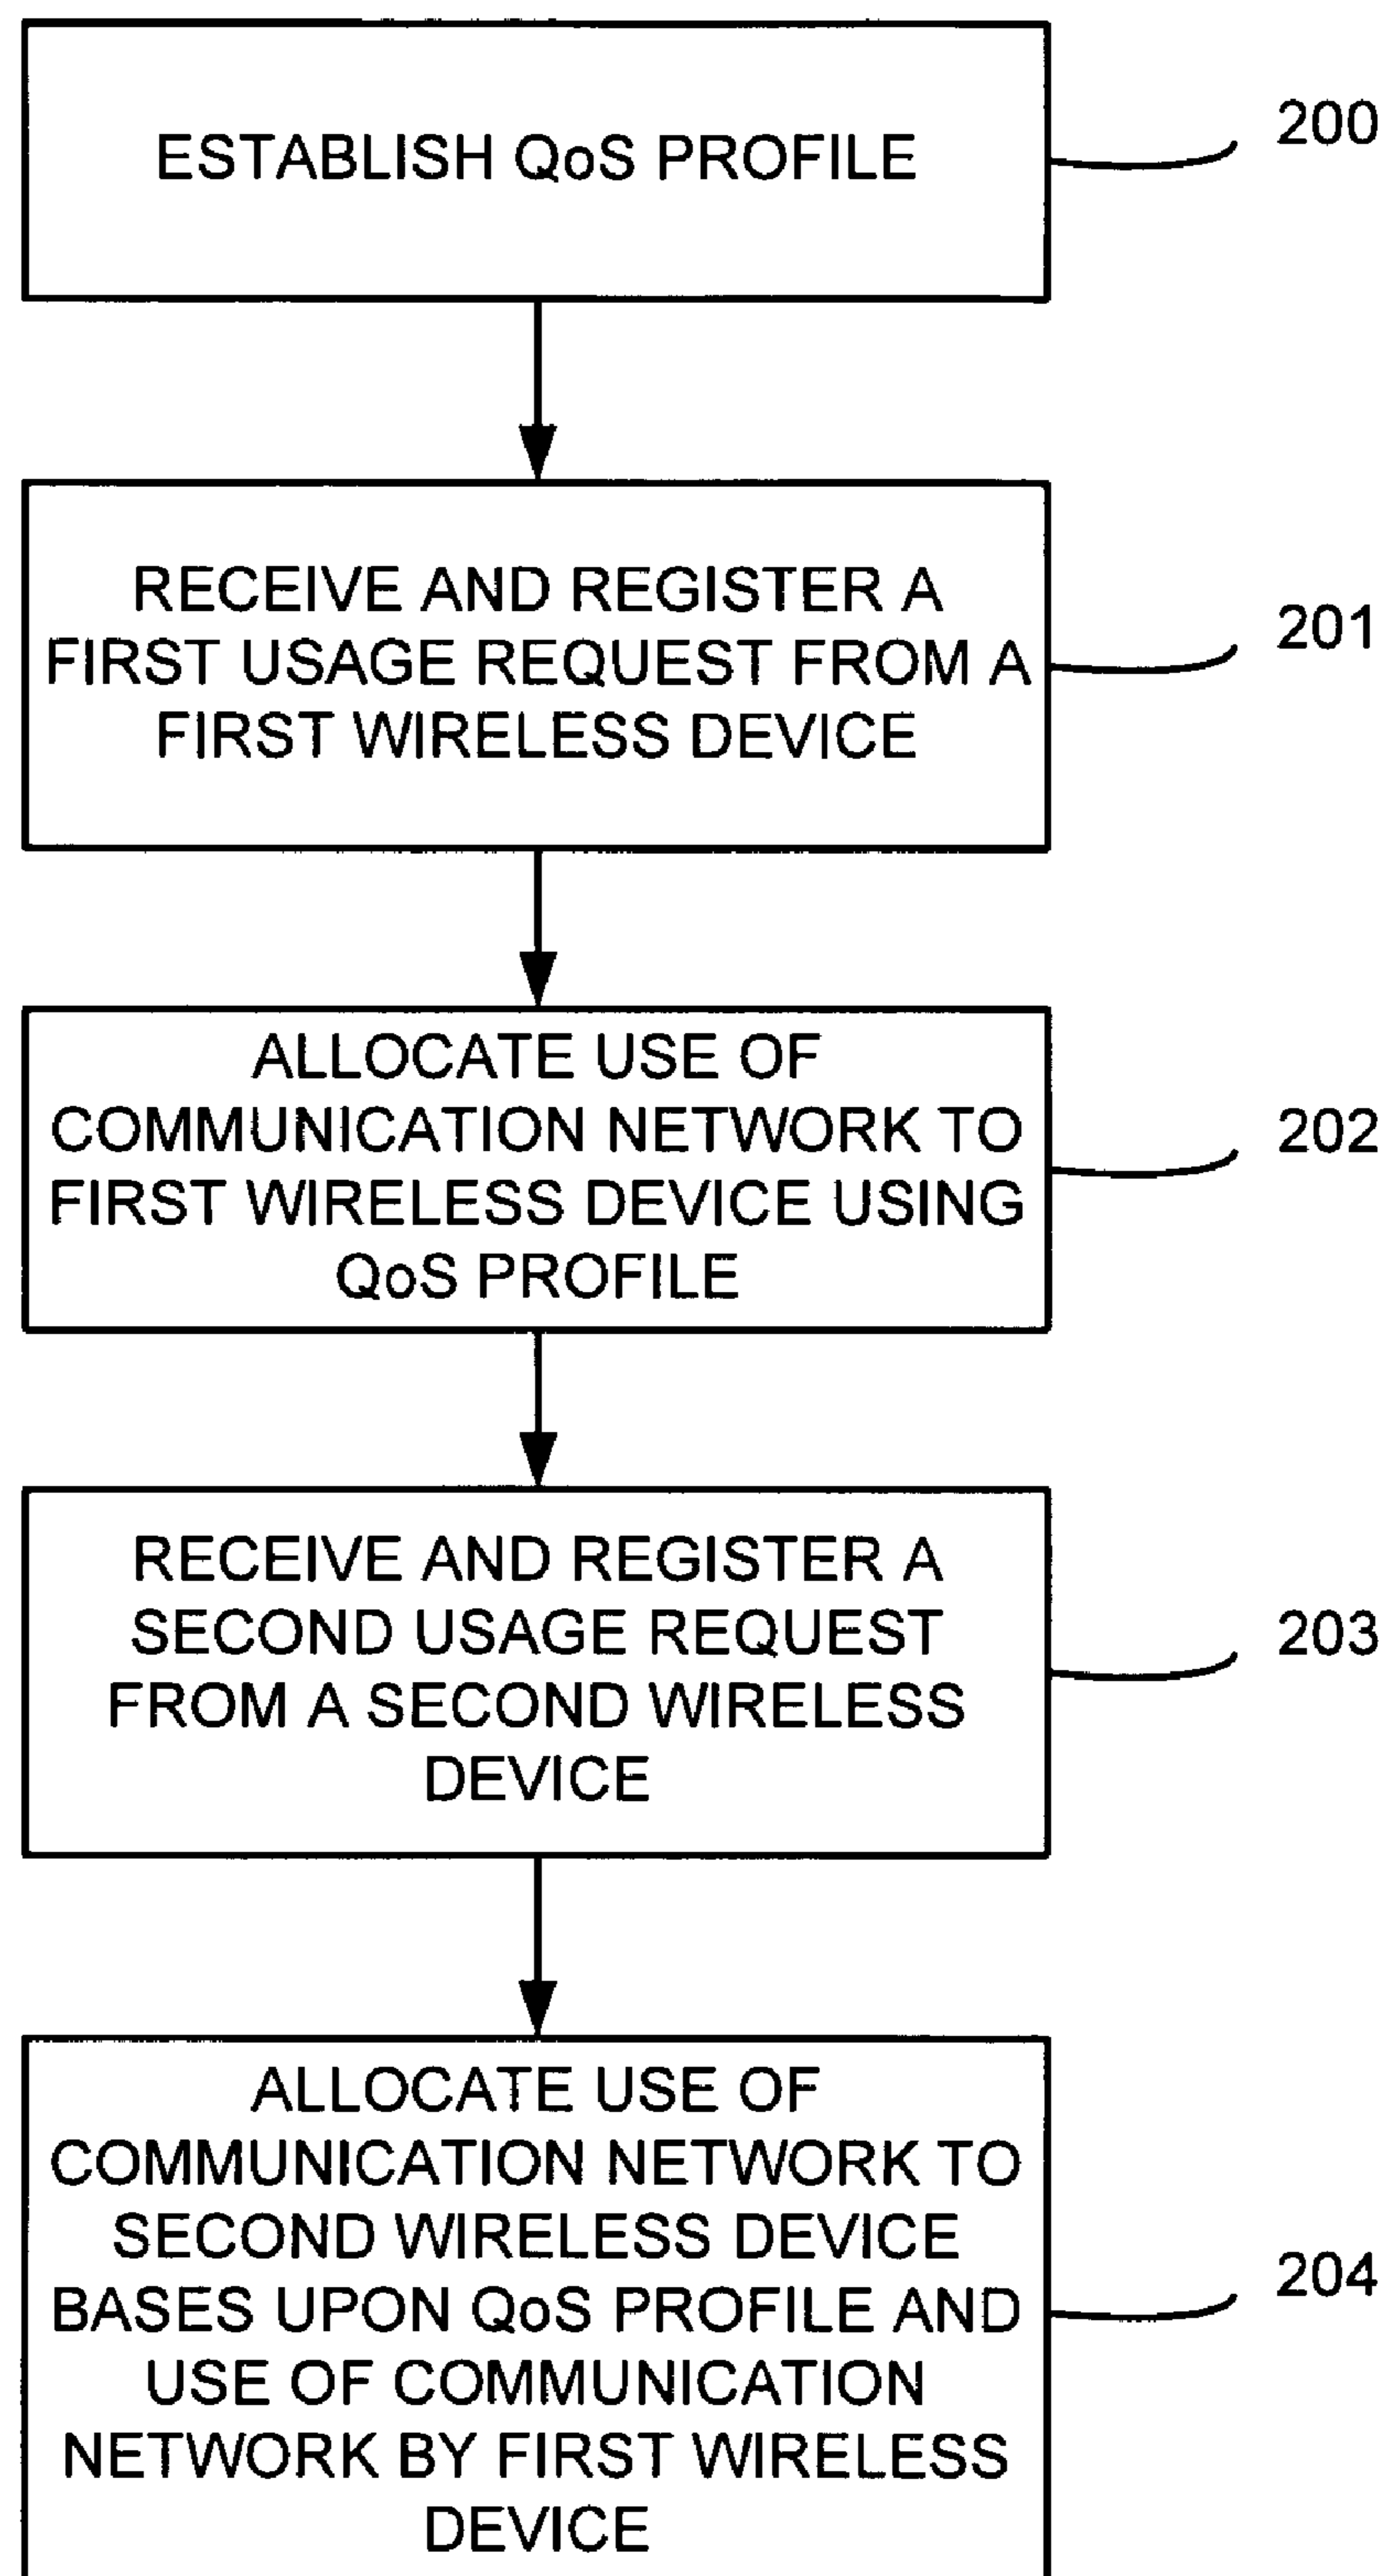 ESTABLISH QoS PROFILE
200
RECEIVE AND REGISTER A
FIRST USAGE REQUEST FROM A
FIRST WIRELESS DEVICE
201
ALLOCATE USE OF
COMMUNICATION NETWORK TO
FIRST WIRELESS DEVICE USING
QoS PROFILE
202
RECEIVE AND REGISTER A
SECOND USAGE REQUEST
FROM A SECOND WIRELESS
DEVICE
203
ALLOCATE USE OF
COMMUNICATION NETWORK TO
SECOND WIRELESS DEVICE
BASES UPON QoS PROFILE AND
USE OF COMMUNICATION
NETWORK BY FIRST WIRELESS
DEVICE
204